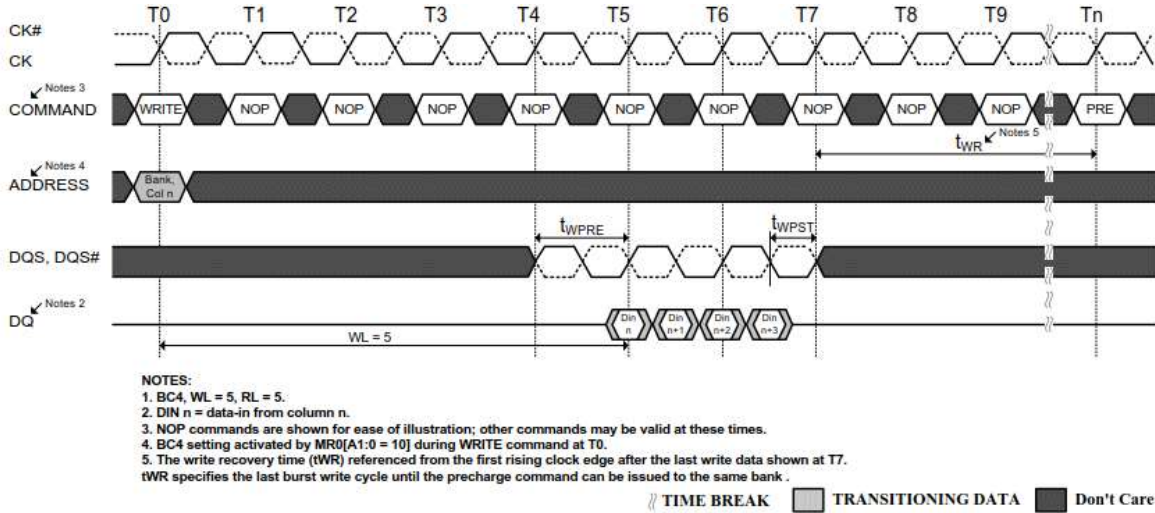 T0 T1 T2 T3 T4 T5 T6 T7 T8 T9 Tn
CK#
CK
Notes 3
COMMAND WRITE NOP NOP NOP NOP NOP NOP NOP NOP NOP PRE
tWR Notes 5
Notes 4
ADDRESS Bank,
Col n
tWPRE tWPST
DQS, DQS#
Notes 2
DQ Din n Din n+1 Din n+2 Din n+3
WL = 5
NOTES:
1. BC4, WL = 5, RL = 5.
2. DIN n = data-in from column n.
3. NOP commands are shown for ease of illustration; other commands may be valid at these times.
4. BC4 setting activated by MR0[A1:0 = 10] during WRITE command at T0.
5. The write recovery time (tWR) referenced from the first rising clock edge after the last write data shown at T7.
tWR specifies the last burst write cycle until the precharge command can be issued to the same bank .
TIME BREAK TRANSITIONING DATA Don't Care